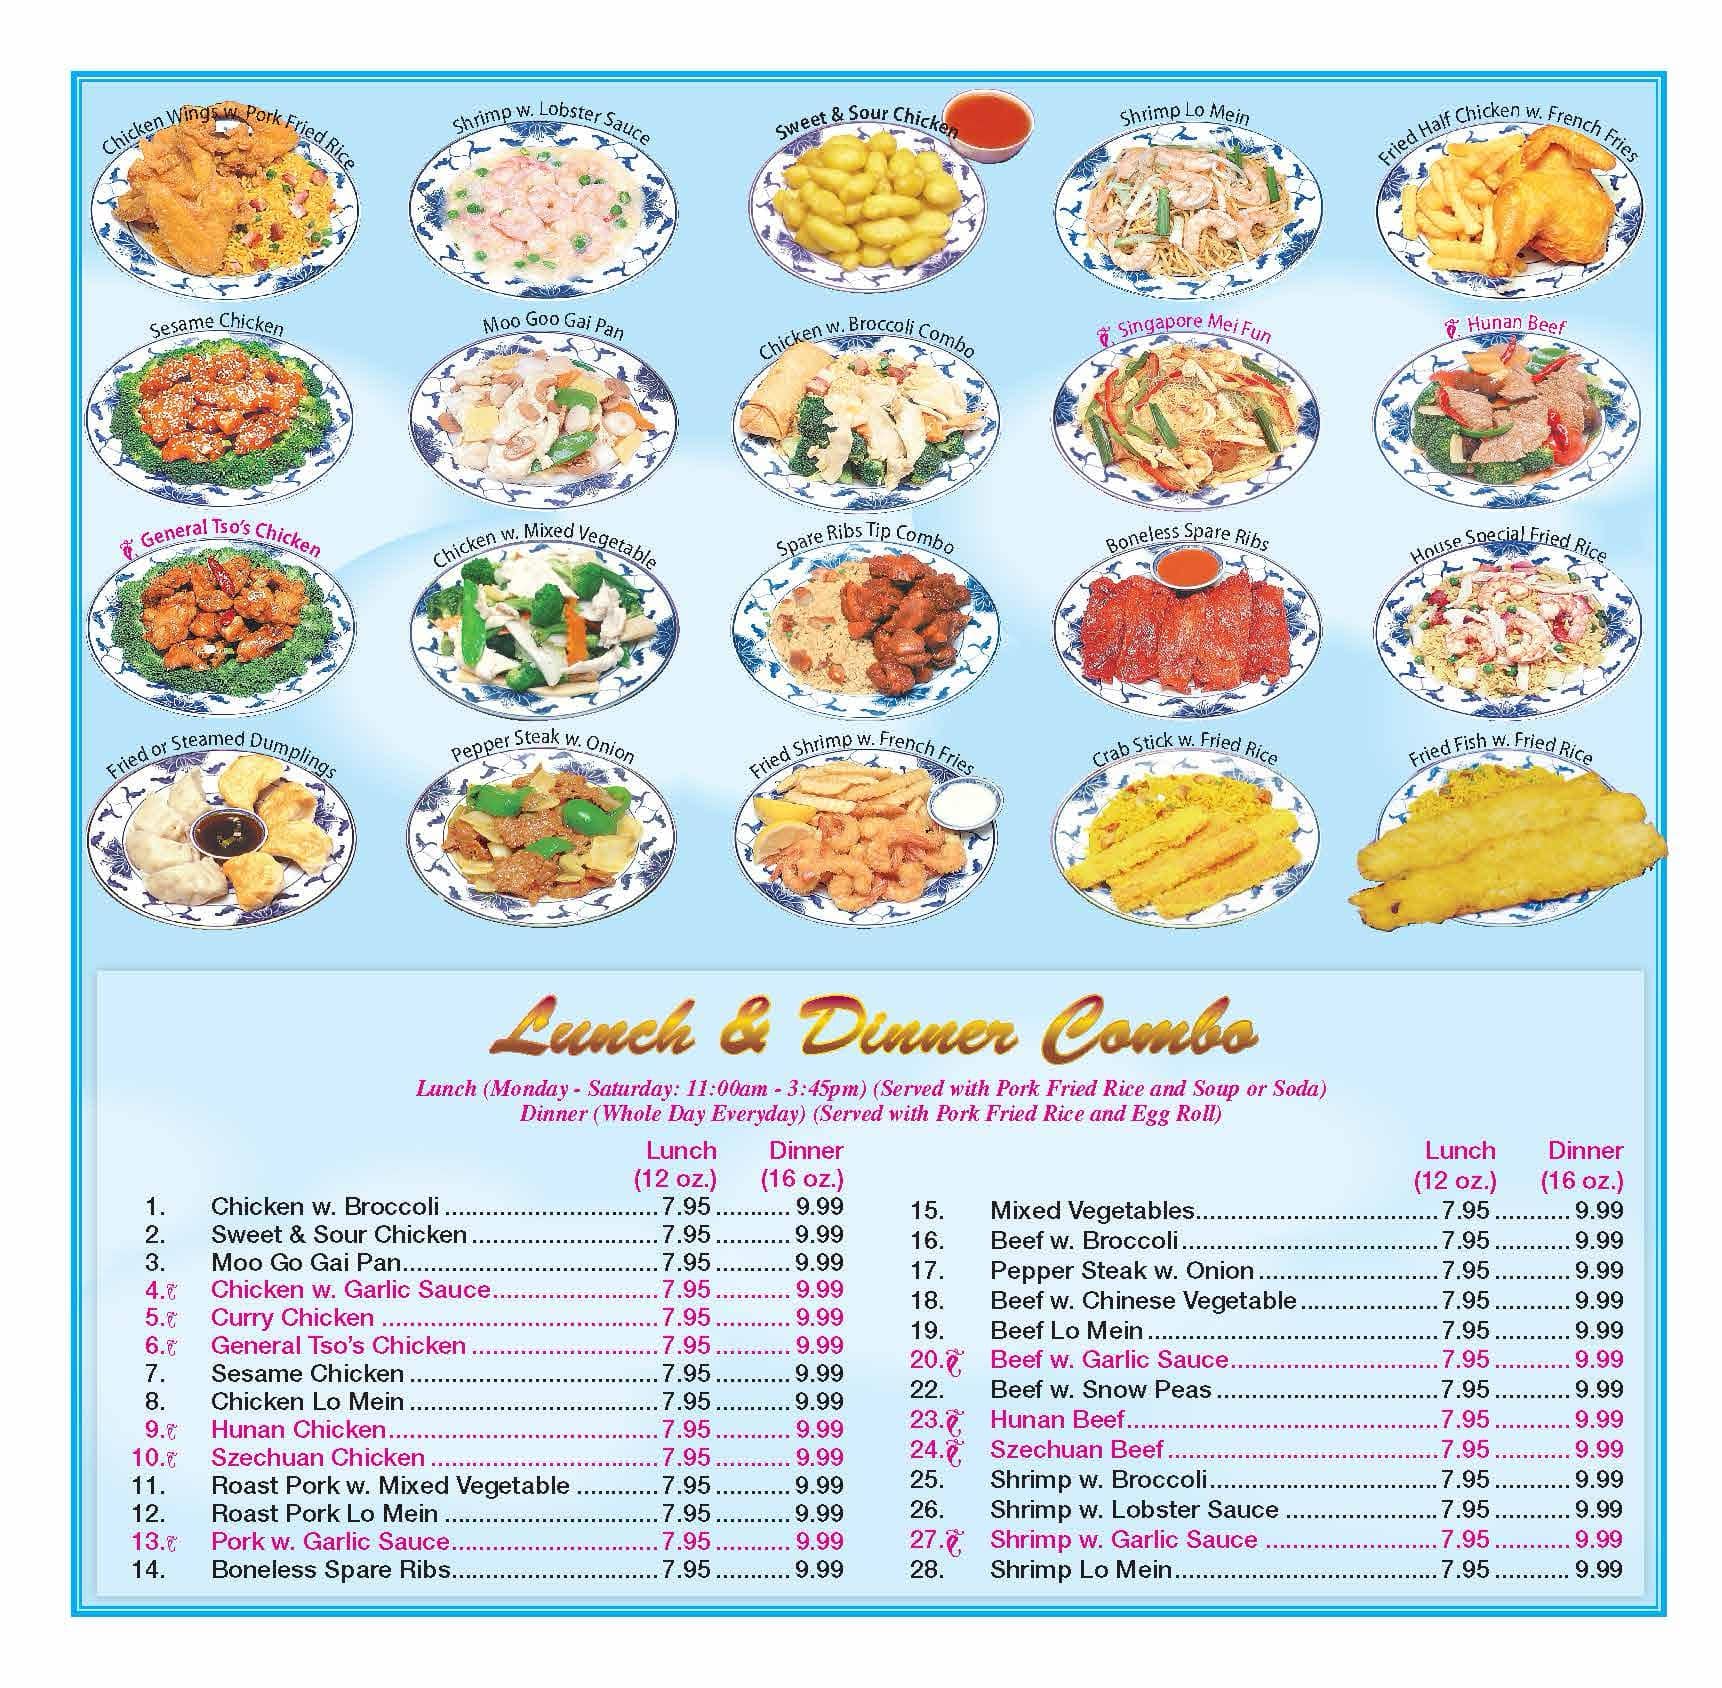 Chicken Wings w. Pork Fried Rice
Shrimp w. Lobster Sauce
Sweet & Sour Chicken
Shrimp Lo Mein
Fried Half Chicken w. French Fries
Sesame Chicken
Moo Goo Gai Pan
Chicken w. Broccoli Combo
Singapore Mei Fun
Hunan Beef
General Tso's Chicken
Chicken w. Mixed Vegetable
Spare Ribs Tip Combo
Boneless Spare Ribs
House Special Fried Rice
Fried or Steamed Dumplings
Pepper Steak w. Onion
Fried Shrimp w. French Fries
Crab Stick w. Fried Rice
Fried Fish w. Fried Rice
Lunch & Dinner Combo
Lunch (Monday - Saturday: 11:00am - 3:45pm) (Served with Pork Fried Rice and Soup or Soda)
Dinner (Whole Day Everyday) (Served with Pork Fried Rice and Egg Roll)
Lunch Dinner
(12 oz.) (16 oz.)
1. Chicken w. Broccoli 7.95 9.99
2. Sweet & Sour Chicken 7.95 9.99
3. Moo Go Gai Pan 7.95 9.99
4. Chicken w. Garlic Sauce 7.95 9.99
5. Curry Chicken 7.95 9.99
6. General Tso's Chicken 7.95 9.99
7. Sesame Chicken 7.95 9.99
8. Chicken Lo Mein 7.95 9.99
9. Hunan Chicken 7.95 9.99
10. Szechuan Chicken 7.95 9.99
11. Roast Pork w. Mixed Vegetable 7.95 9.99
12. Roast Pork Lo Mein 7.95 9.99
13. Pork w. Garlic Sauce 7.95 9.99
14. Boneless Spare Ribs 7.95 9.99
Lunch Dinner
(12 oz.) (16 oz.)
15. Mixed Vegetables 7.95 9.99
16. Beef w. Broccoli 7.95 9.99
17. Pepper Steak w. Onion 7.95 9.99
18. Beef w. Chinese Vegetable 7.95 9.99
19. Beef Lo Mein 7.95 9.99
20. Beef w. Garlic Sauce 7.95 9.99
22. Beef w. Snow Peas 7.95 9.99
23. Hunan Beef 7.95 9.99
24. Szechuan Beef 7.95 9.99
25. Shrimp w. Broccoli 7.95 9.99
26. Shrimp w. Lobster Sauce 7.95 9.99
27. Shrimp w. Garlic Sauce 7.95 9.99
28. Shrimp Lo Mein 7.95 9.99